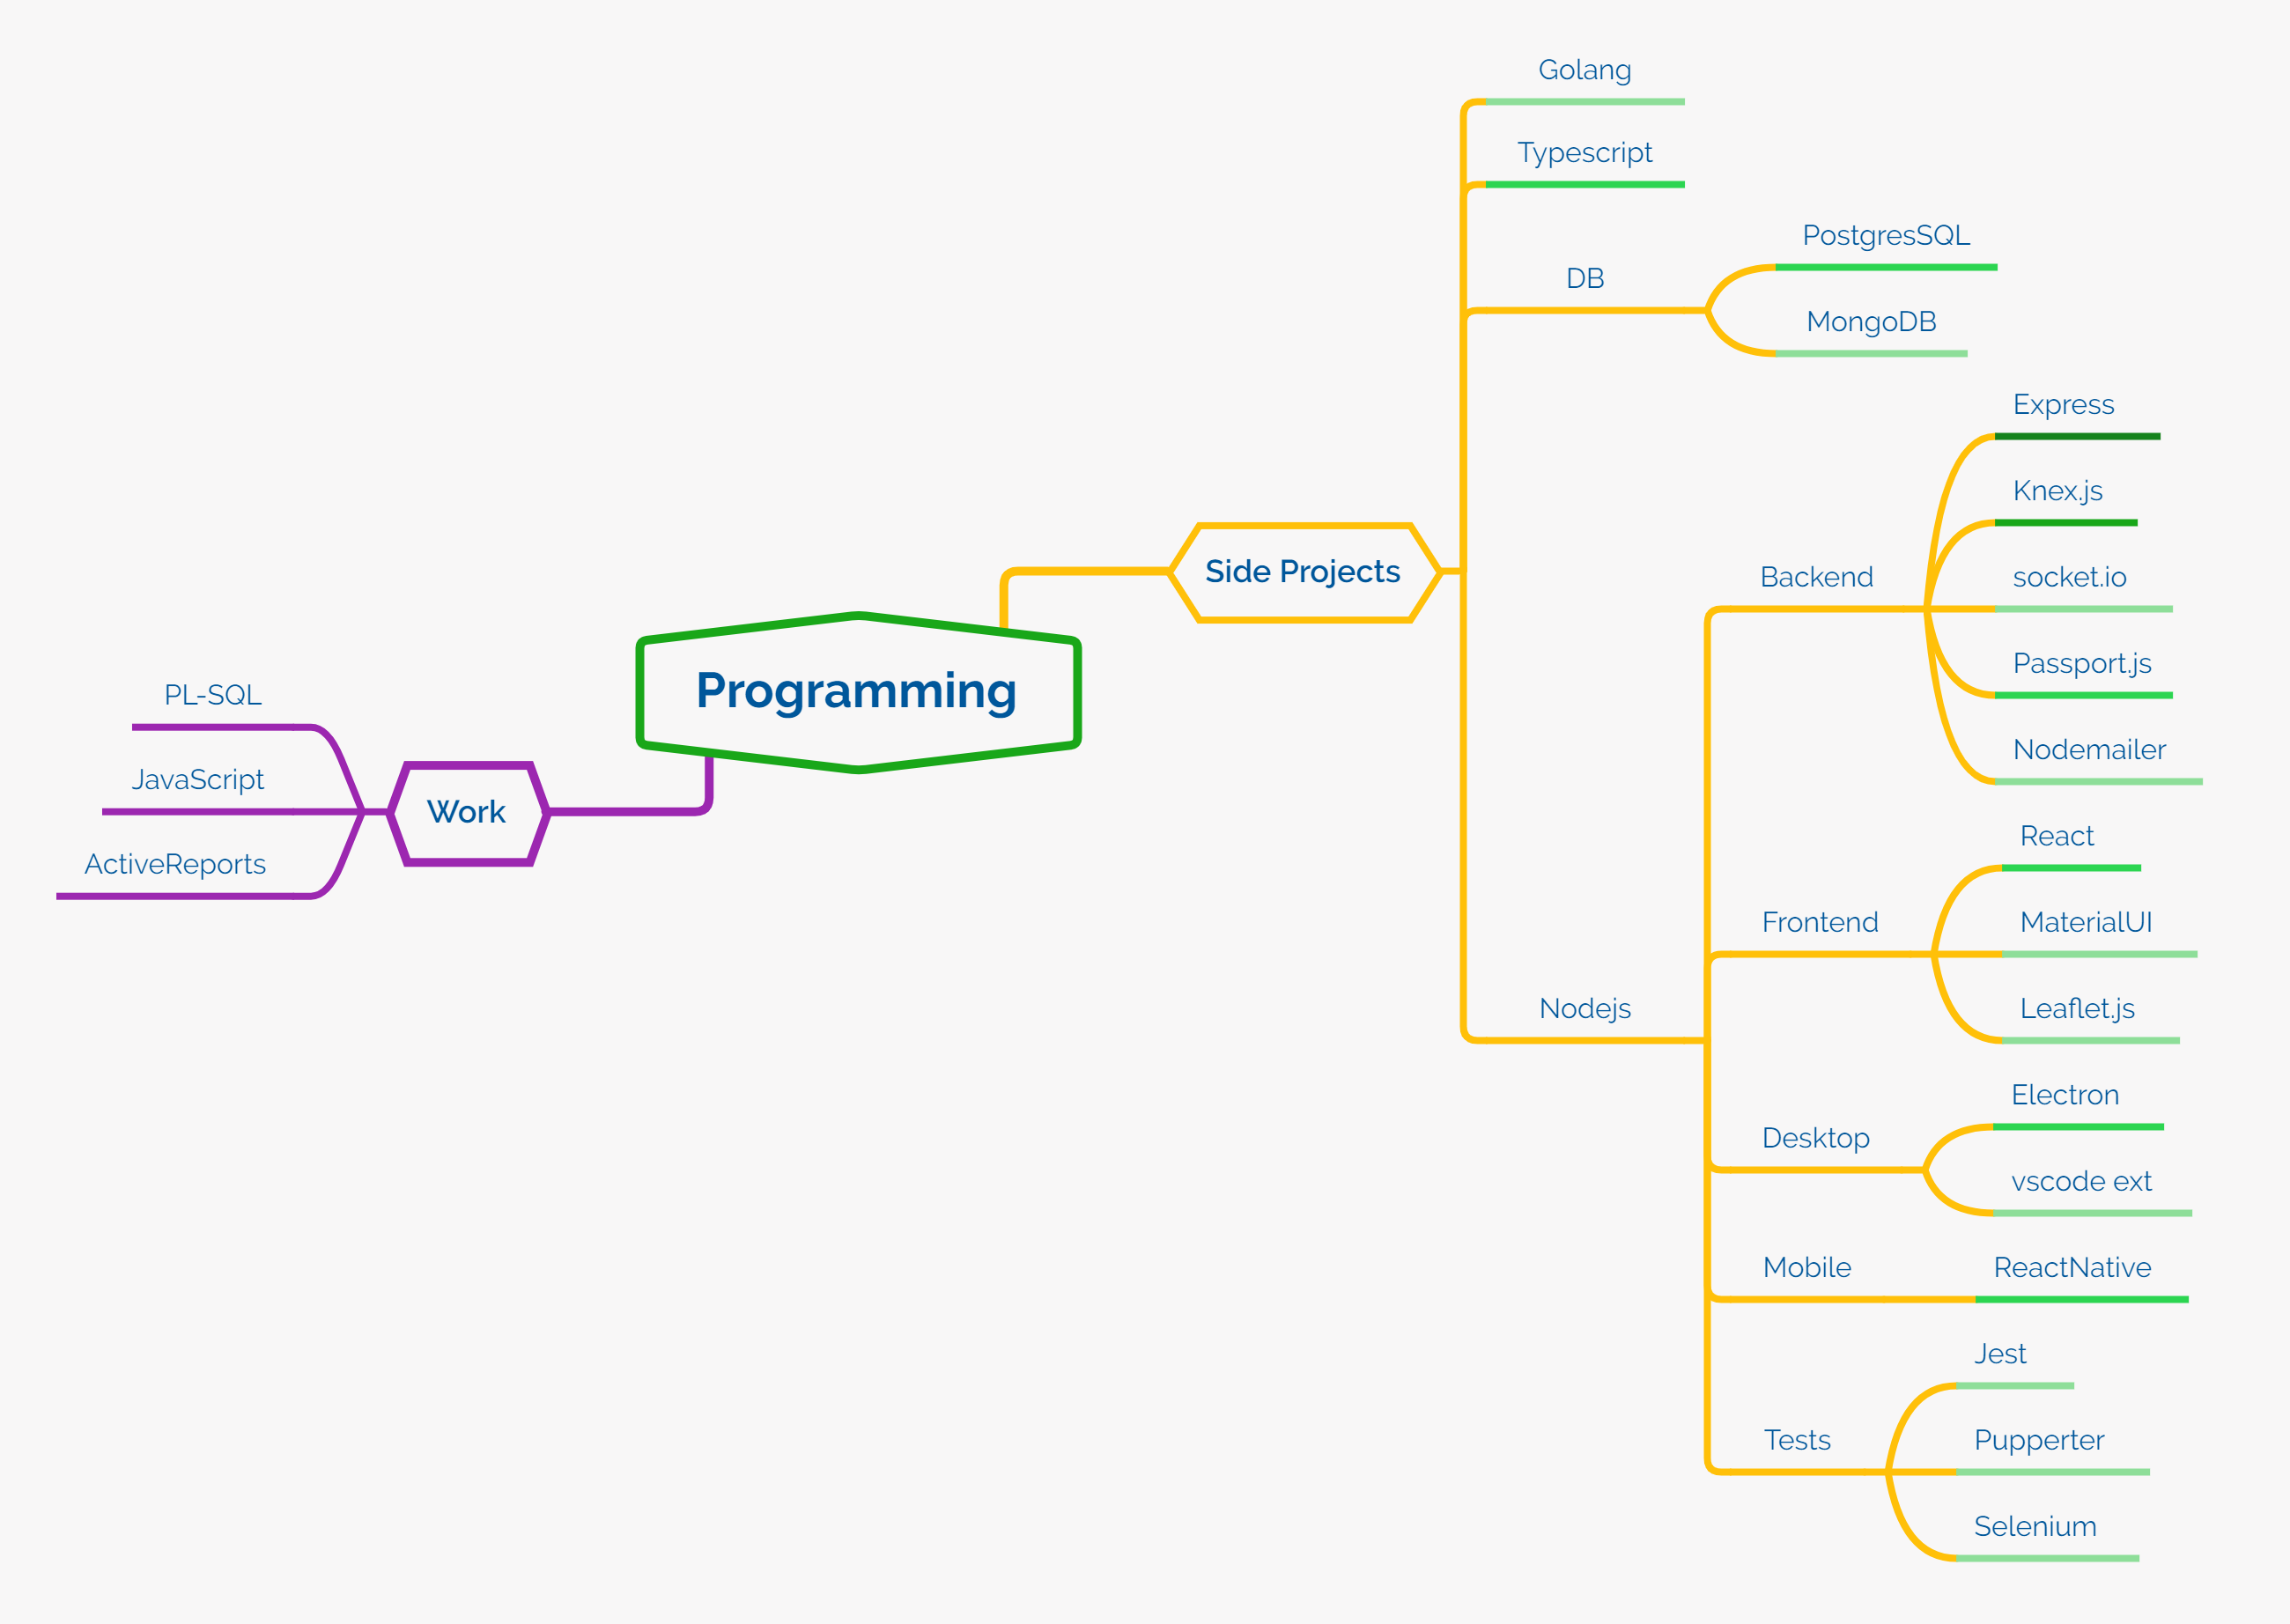 Programming
Work
PL-SQL
JavaScript
ActiveReports
Side Projects
Golang
Typescript
DB
PostgresSQL
MongoDB
Nodejs
Backend
Express
Knex.js
socket.io
Passport.js
Nodemailer
Frontend
React
MaterialUI
Leaflet.js
Desktop
Electron
vscode ext
Mobile
ReactNative
Tests
Jest
Pupperter
Selenium